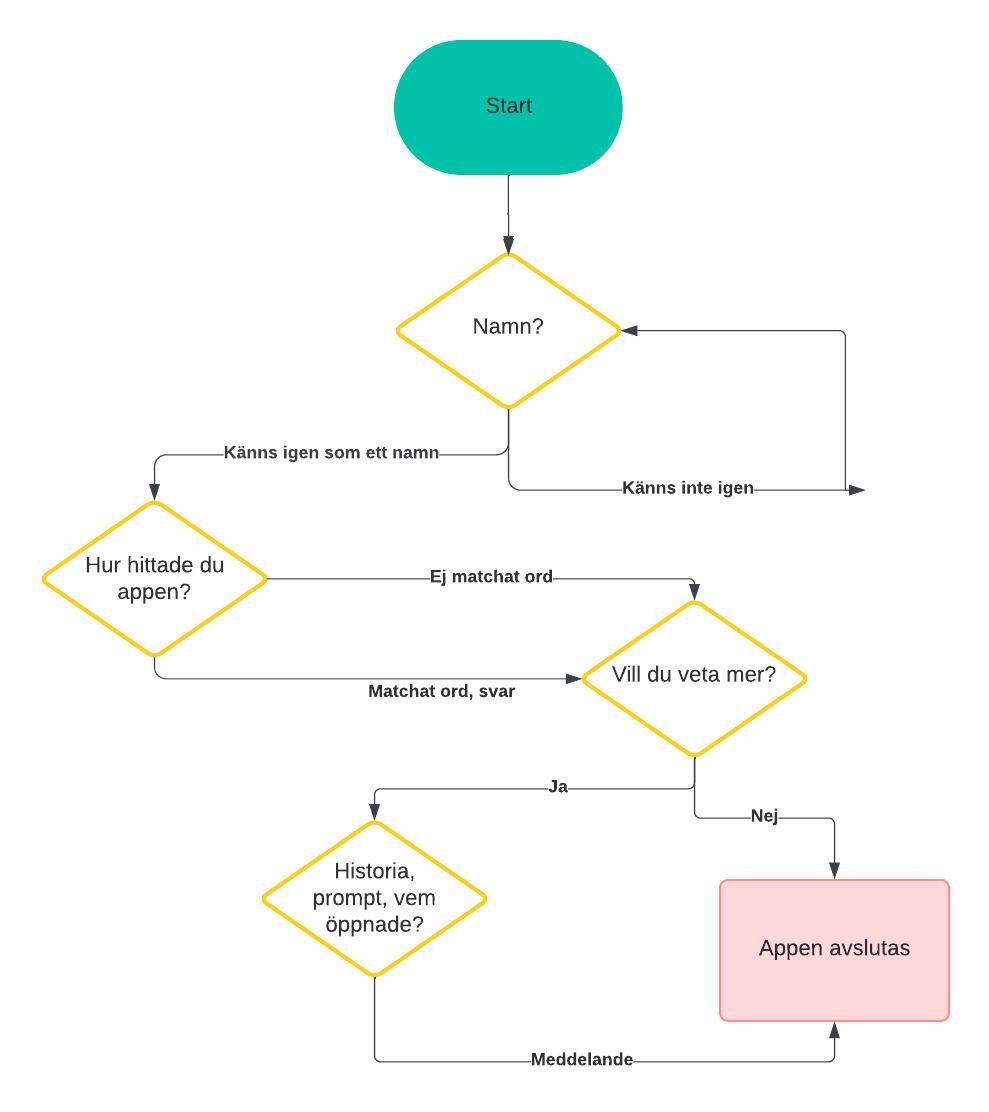 Start
Namn?
Känns igen som ett namn
Känns inte igen
Hur hittade du
appen?
Ej matchat ord
Vill du veta mer?
Matchat ord, svar
Ja
Nej
Historia,
prompt, vem
öppnade?
Appen avslutas
Meddelande